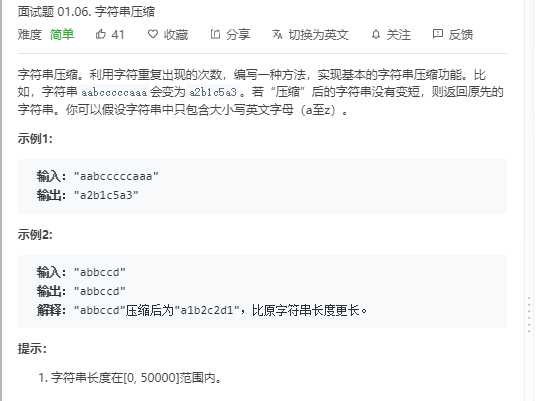 面试题 01.06. 字符串压缩
难度 简单 41 收藏 分享 切换为英文 关注 反馈
字符串压缩。利用字符重复出现的次数，编写一种方法，实现基本的字符串压缩功能。比
如，字符串 aabcccccaaa 会变为 a2b1c5a3 。若“压缩”后的字符串没有变短，则返回原先的
字符串。你可以假设字符串中只包含大小写英文字母（a至z）。
示例1:
输入："aabcccccaaa"
输出："a2b1c5a3"
示例2:
输入："abbccd"
输出："abbccd"
解释："abbccd"压缩后为"a1b2c2d1"，比原字符串长度更长。
提示：
1. 字符串长度在[0, 50000]范围内。